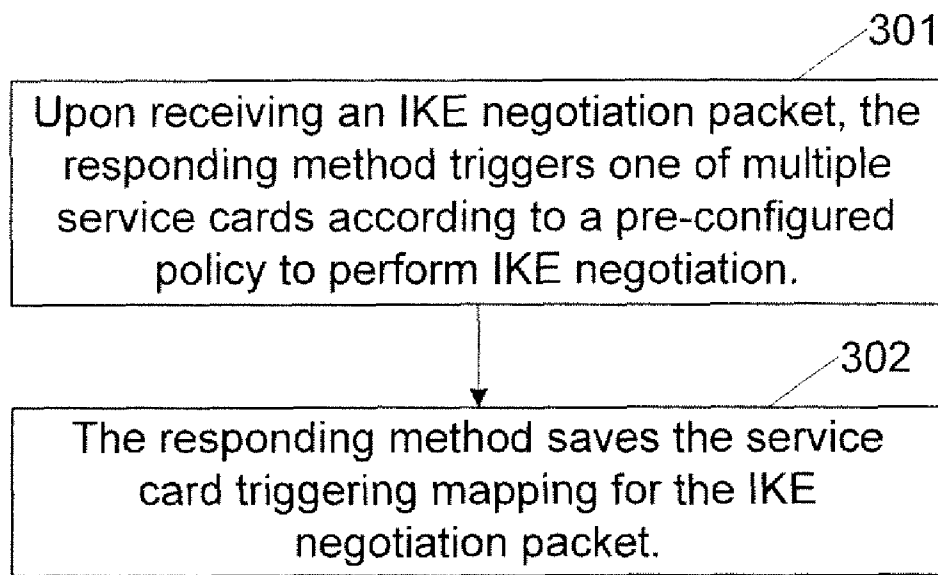 301
Upon receiving an IKE negotiation packet, the
responding method triggers one of multiple
service cards according to a pre-configured
policy to perform IKE negotiation.
302
The responding method saves the service
card triggering mapping for the IKE
negotiation packet.